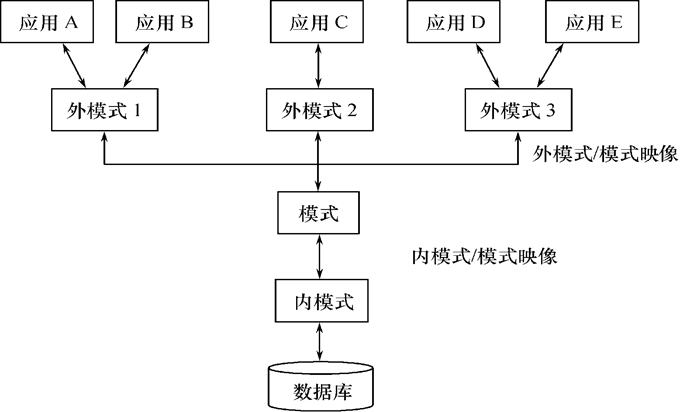 应用 A
应用 B
应用 C
应用 D
应用 E
外模式 1
外模式 2
外模式 3
外模式/模式映像
模式
内模式/模式映像
内模式
数据库